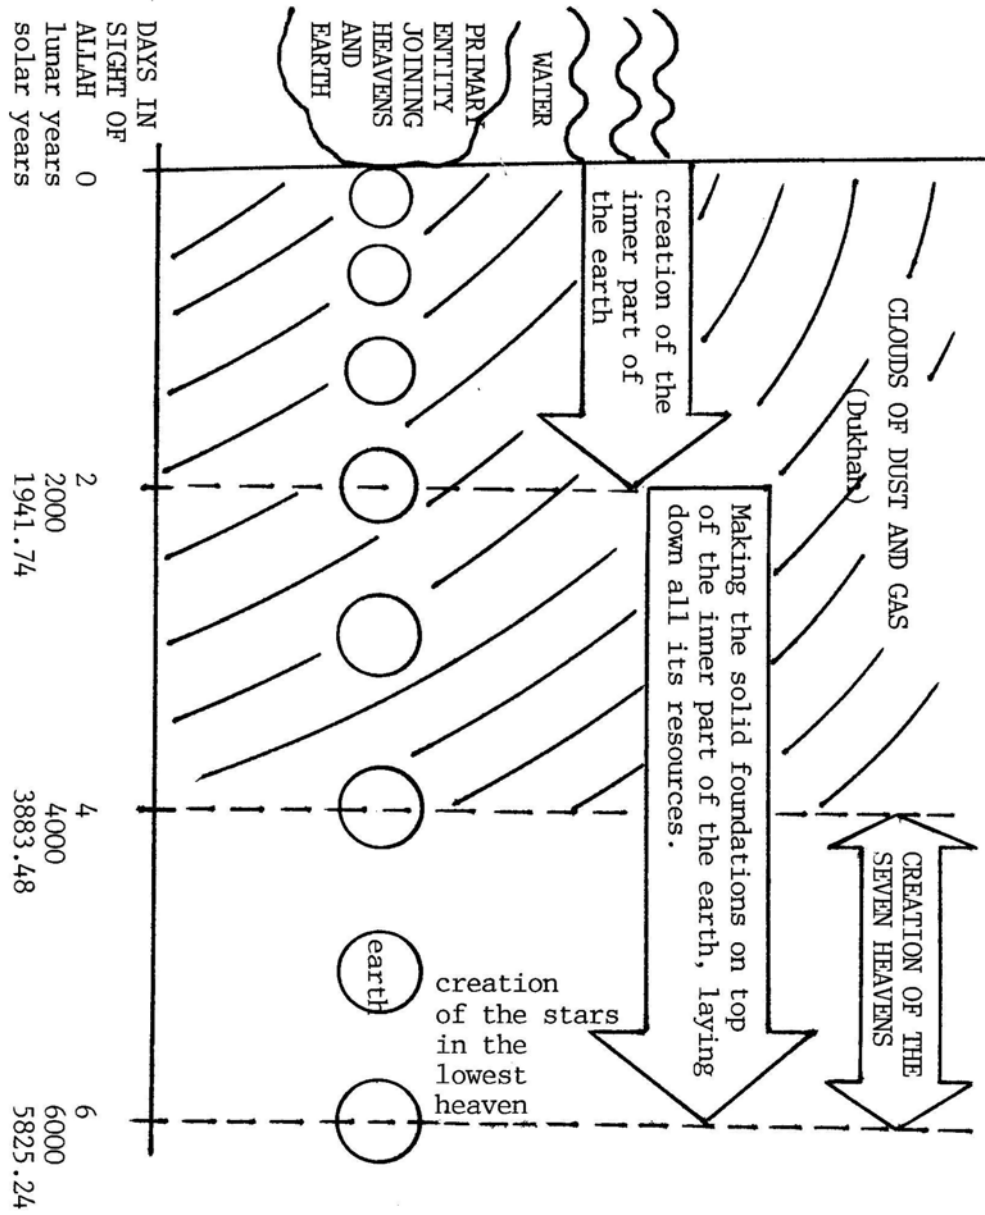 CLOUDS OF DUST AND GAS
(Dukhan)
CREATION OF THE
SEVEN HEAVENS
Making the solid foundations on top
of the inner part of the earth, laying
down all its resources.
creation of the
inner part of
the earth
WATER
PRIMARY
ENTITY
JOINING
HEAVENS
AND
EARTH
creation
of the stars
in the
lowest
heaven
earth
DAYS IN
SIGHT OF
ALLAH 0 2 4 6
lunar years 2000 4000 6000
solar years 1941.74 3883.48 5825.24